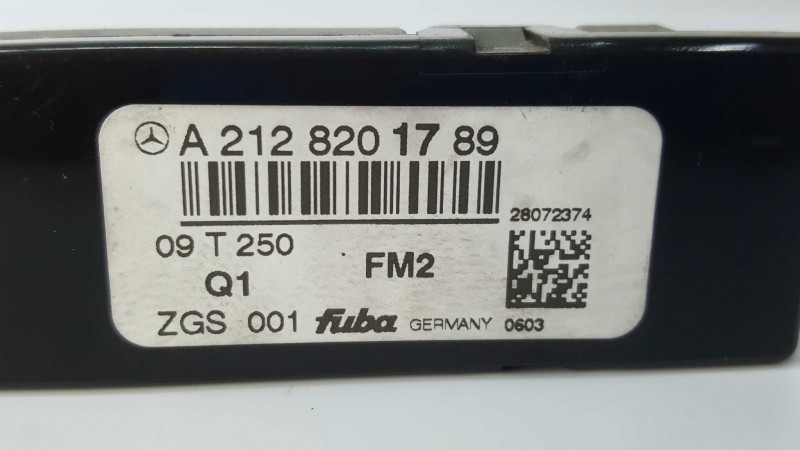 A 212 820 17 89
28072374
09 T 250
FM2
Q1
ZGS 001 fuba GERMANY 0603